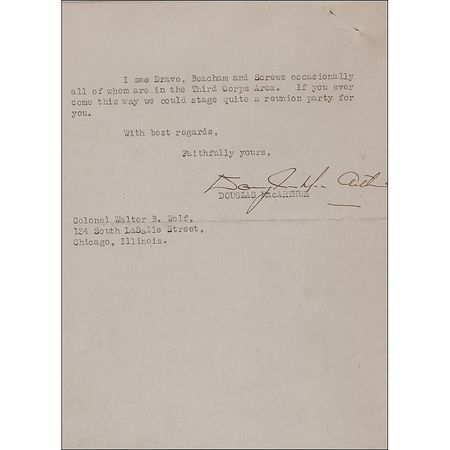 I see Dravo, Beacham and Screws occasionally
all of whom are in the Third Corps Area. If you ever
come this way we could stage quite a reunion party for
you.
With best regards,
Faithfully yours,
Douglas MacArthur
DOUGLAS MacARTHUR
Colonel Walter B. Wolf,
134 South LaSalle Street,
Chicago, Illinois.